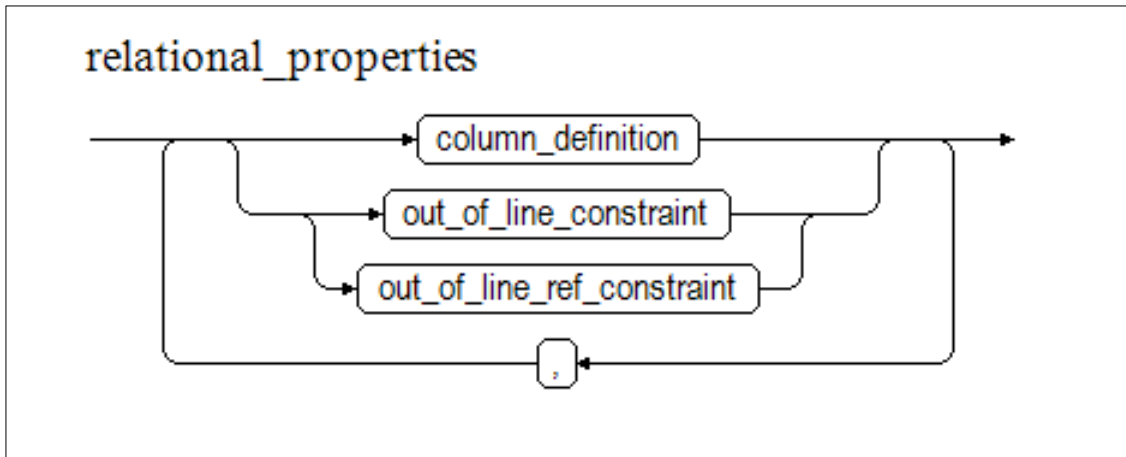 relational_properties
column_definition
out_of_line_constraint
out_of_line_ref_constraint
,